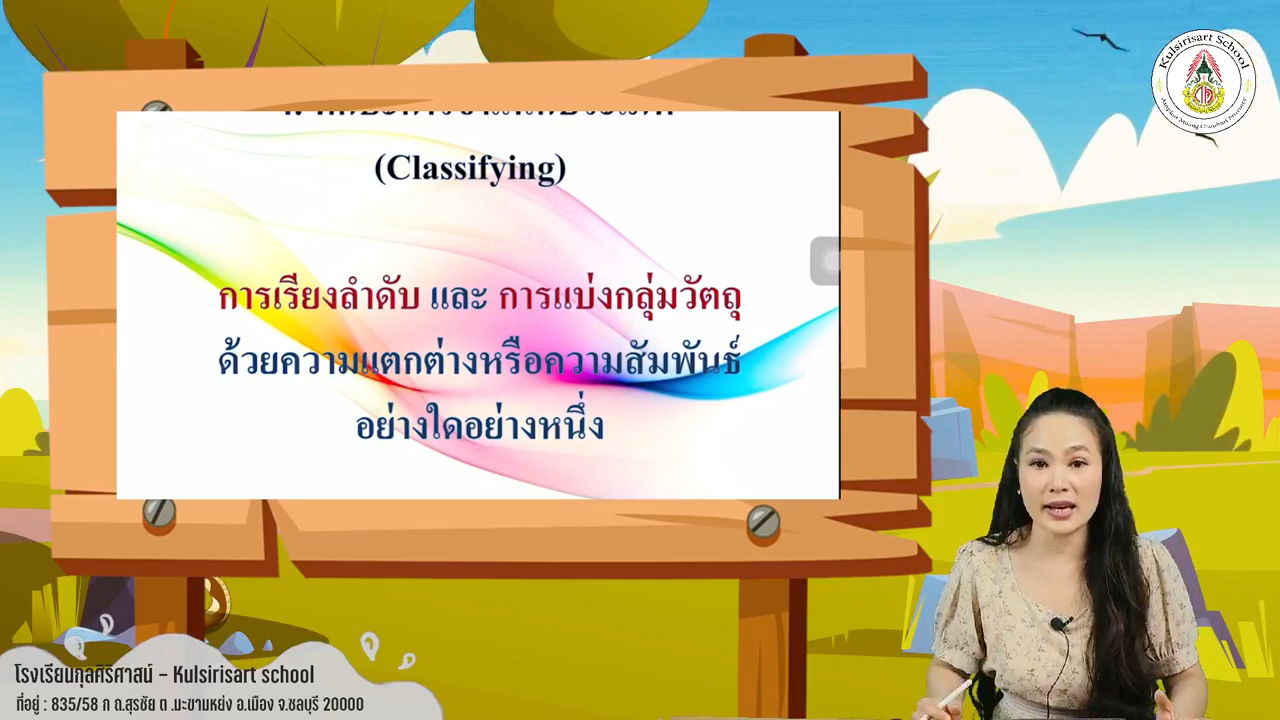 (Classifying)
การเรียงลำดับ และ การแบ่งกลุ่มวัตถุ
ด้วยความแตกต่างหรือความสัมพันธ์
อย่างใดอย่างหนึ่ง
Kulsirisart School
โรงเรียนกุลศิริศาสน์ - Kulsirisart school
ที่อยู่ : 835/58 ก ถ.สุรชัย ต .มะขามหย่ง อ.เมือง จ.ชลบุรี 20000